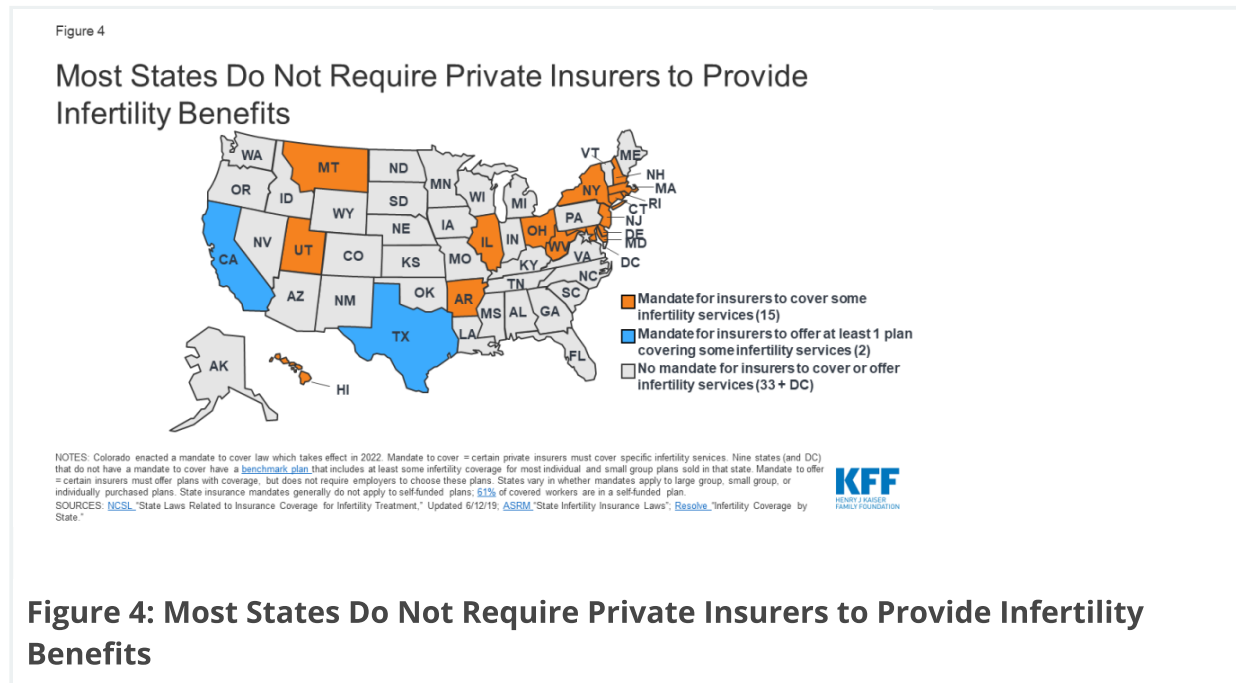 Figure 4
Most States Do Not Require Private Insurers to Provide
Infertility Benefits
WA
MT
ND
MN
VT
ME
NH
MA
RI
CT
NJ
DE
MD
DC
OR
ID
WY
SD
WI
MI
NY
PA
NV
UT
CO
NE
IA
IL
IN
OH
WV
VA
CA
AZ
NM
KS
MO
KY
NC
OK
AR
TN
SC
TX
LA
MS
AL
GA
FL
AK
HI
Mandate for insurers to cover some
infertility services (15)
Mandate for insurers to offer at least 1 plan
covering some infertility services (2)
No mandate for insurers to cover or offer
infertility services (33 + DC)
NOTES: Colorado enacted a mandate to cover law which takes effect in 2022. Mandate to cover = certain private insurers must cover specific infertility services. Nine states (and DC)
that do not have a mandate to cover have a benchmark plan that includes at least some infertility coverage for most individual and small group plans sold in that state. Mandate to offer
= certain insurers must offer plans with coverage, but does not require employers to choose these plans. States vary in whether mandates apply to large group, small group, or
individually purchased plans. State insurance mandates generally do not apply to self-funded plans; 61% of covered workers are in a self-funded plan.
SOURCES: NCSL "State Laws Related to Insurance Coverage for Infertility Treatment," Updated 6/12/19; ASRM "State Infertility Insurance Laws"; Resolve "Infertility Coverage by
State."
KFF
HENRY J KAISER
FAMILY FOUNDATION
Figure 4: Most States Do Not Require Private Insurers to Provide Infertility
Benefits